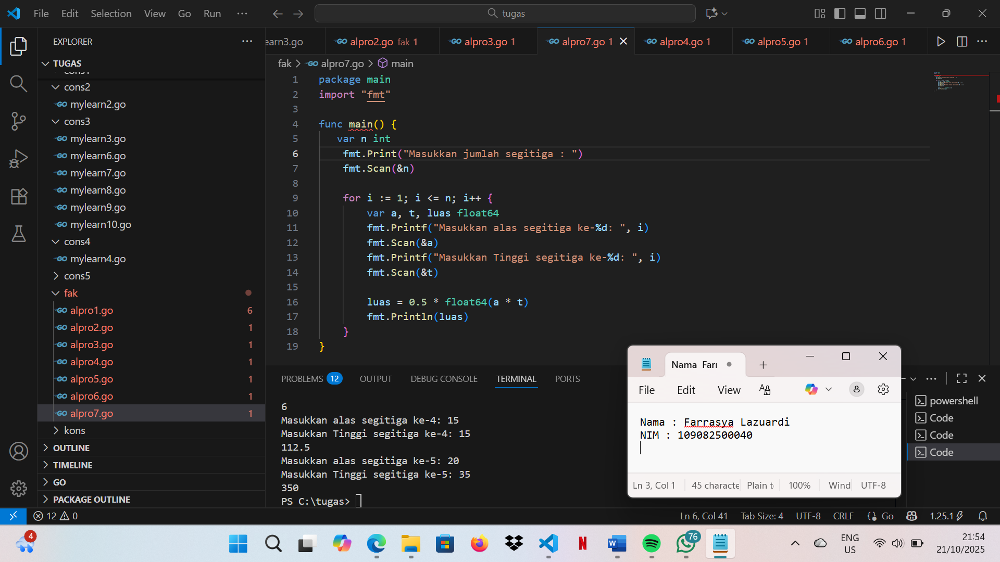 File Edit Selection View Go Run ··· tugas
EXPLORER
TUGAS
cons2
mylearn2.go
cons3
mylearn3.go
mylearn6.go
mylearn7.go
mylearn8.go
mylearn9.go
mylearn10.go
cons4
mylearn4.go
cons5
fak
alpro1.go 6
alpro2.go 1
alpro3.go 1
alpro4.go 1
alpro5.go 1
alpro6.go 1
alpro7.go 1
kons
OUTLINE
TIMELINE
GO
PACKAGE OUTLINE
earn3.go alpro2.go fak 1 alpro3.go 1 alpro7.go 1 alpro4.go 1 alpro5.go 1 alpro6.go 1
fak > alpro7.go > main
1 package main
2 import "fmt"
3
4 func main() {
5 var n int
6 fmt.Print("Masukkan jumlah segitiga : ")
7 fmt.Scan(&n)
8
9 for i := 1; i <= n; i++ {
10 var a, t, luas float64
11 fmt.Printf("Masukkan alas segitiga ke-%d: ", i)
12 fmt.Scan(&a)
13 fmt.Printf("Masukkan Tinggi segitiga ke-%d: ", i)
14 fmt.Scan(&t)
15
16 luas = 0.5 * float64(a * t)
17 fmt.Println(luas)
18 }
19 }
PROBLEMS 12 OUTPUT DEBUG CONSOLE TERMINAL PORTS
6
Masukkan alas segitiga ke-4: 15
Masukkan Tinggi segitiga ke-4: 15
112.5
Masukkan alas segitiga ke-5: 20
Masukkan Tinggi segitiga ke-5: 35
350
PS C:\tugas>
powershell
Code
Code
Code
Nama Farr
File Edit View
Nama : Farrasya Lazuardi
NIM : 109082500040
Ln 3, Col 1 45 characte Plain t 100% Wind UTF-8
12 0 Ln 6, Col 41 Tab Size: 4 UTF-8 CRLF Go 1.25.1
4 76 ENG US 21:54
21/10/2025